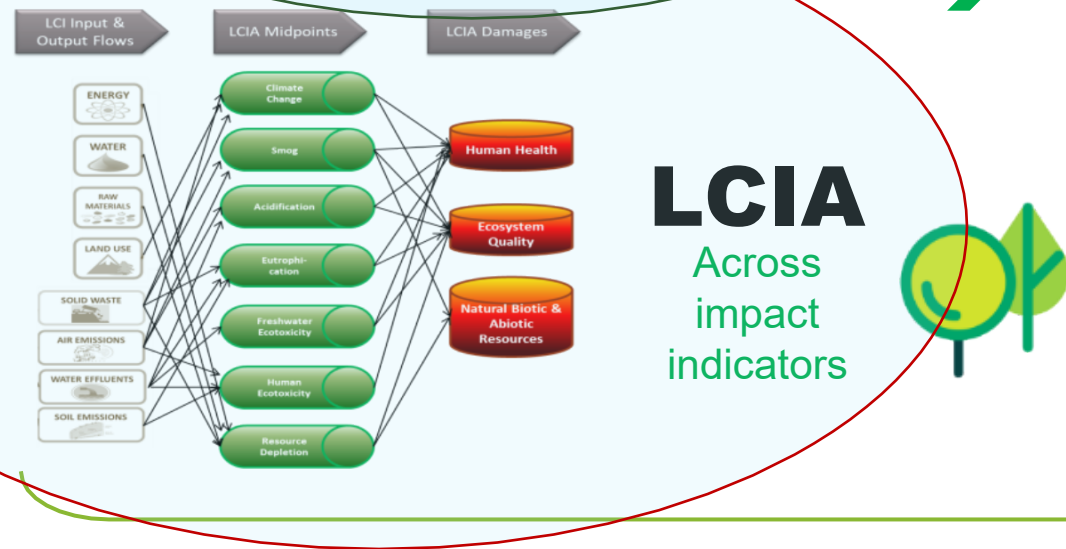 LCI Input &
Output Flows
LCIA Midpoints
LCIA Damages
ENERGY
WATER
RAW
MATERIALS
LAND USE
SOLID WASTE
AIR EMISSIONS
WATER EFFLUENTS
SOIL EMISSIONS
Climate
Change
Smog
Acidification
Eutrophi-
cation
Freshwater
Ecotoxicity
Human
Ecotoxicity
Resource
Depletion
Human Health
Ecosystem
Quality
Natural Biotic &
Abiotic
Resources
LCIA
Across
impact
indicators